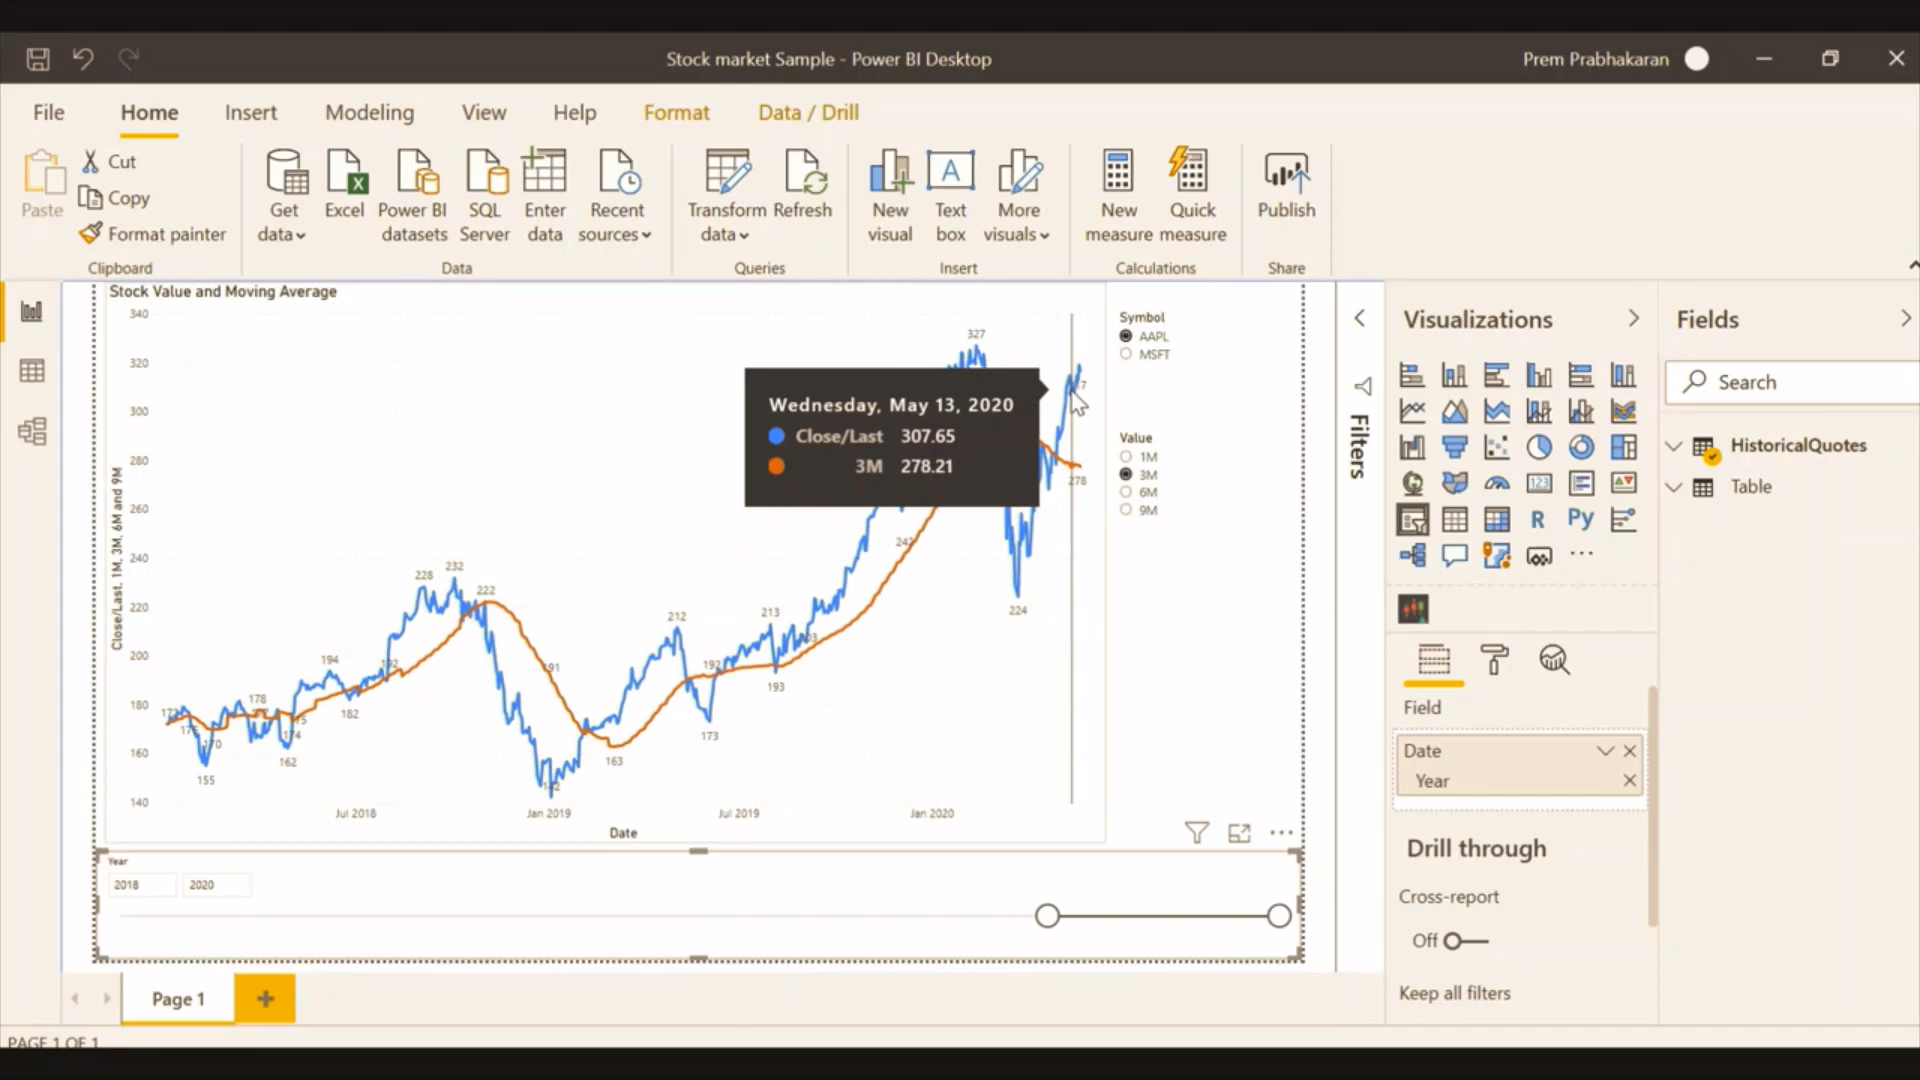 Stock market Sample - Power BI Desktop
Prem Prabhakaran
File
Home
Insert
Modeling
View
Help
Format
Data / Drill
Paste
Cut
Copy
Format painter
Get data
Excel
Power BI datasets
SQL Server
Enter data
Recent sources
Transform data
Refresh
New visual
Text box
More visuals
New measure
Quick measure
Publish
Clipboard
Data
Queries
Insert
Calculations
Share
Stock Value and Moving Average
Close/Last, 1M, 3M, 6M and 9M
340
320
300
280
260
240
220
200
180
160
140
327
Wednesday, May 13, 2020
Close/Last 307.65
3M 278.21
278
224
228
232
222
212
213
194
192
191
192
193
178
182
174
170
173
155
162
163
142
Jul 2018
Jan 2019
Jul 2019
Jan 2020
Date
Symbol
AAPL
MSFT
Value
1M
3M
6M
9M
Year
2018
2020
Filters
Visualizations
123
R
Py
Field
Date
Year
Drill through
Cross-report
Off
Keep all filters
Fields
Search
HistoricalQuotes
Table
Page 1
PAGE 1 OF 1